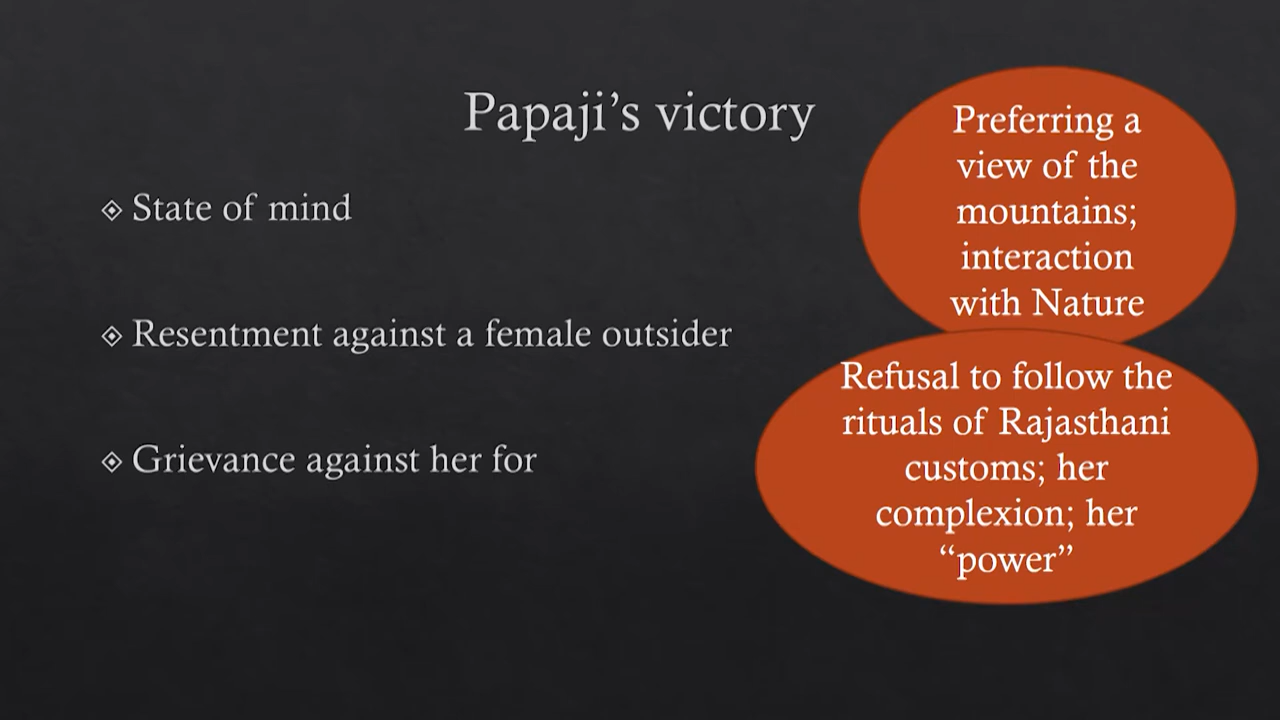 Papaji’s victory
State of mind
Resentment against a female outsider
Grievance against her for
Preferring a
view of the
mountains;
interaction
with Nature
Refusal to follow the
rituals of Rajasthani
customs; her
complexion; her
“power”